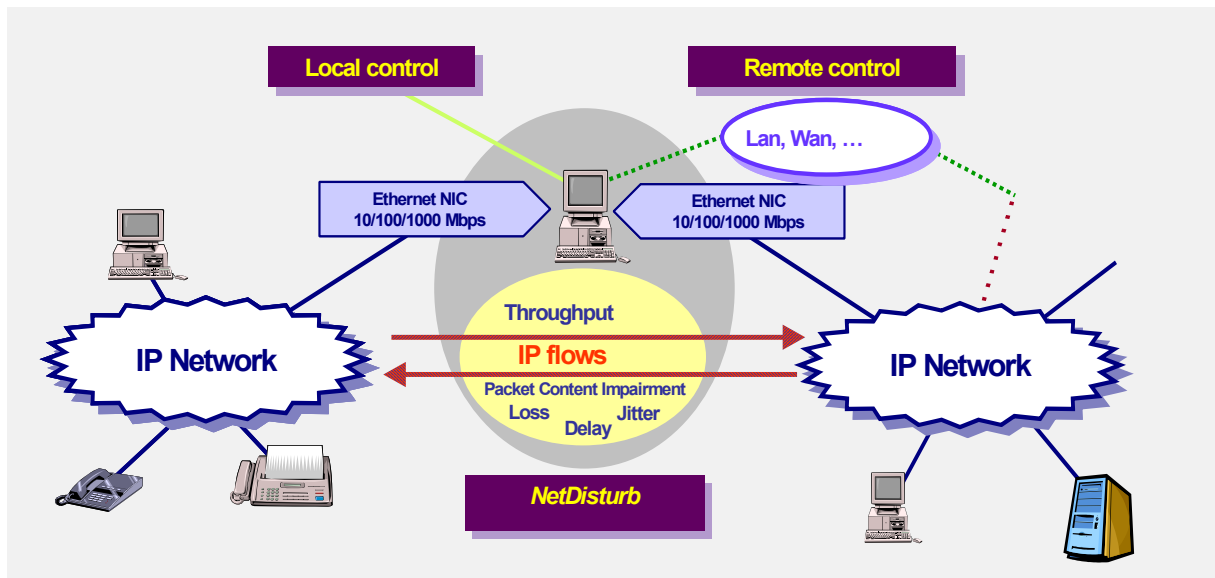 Local control
Remote control
Lan, Wan, …
Ethernet NIC
10/100/1000 Mbps
Ethernet NIC
10/100/1000 Mbps
Throughput
IP flows
IP Network
IP Network
Packet Content Impairment
Loss
Jitter
Delay
NetDisturb